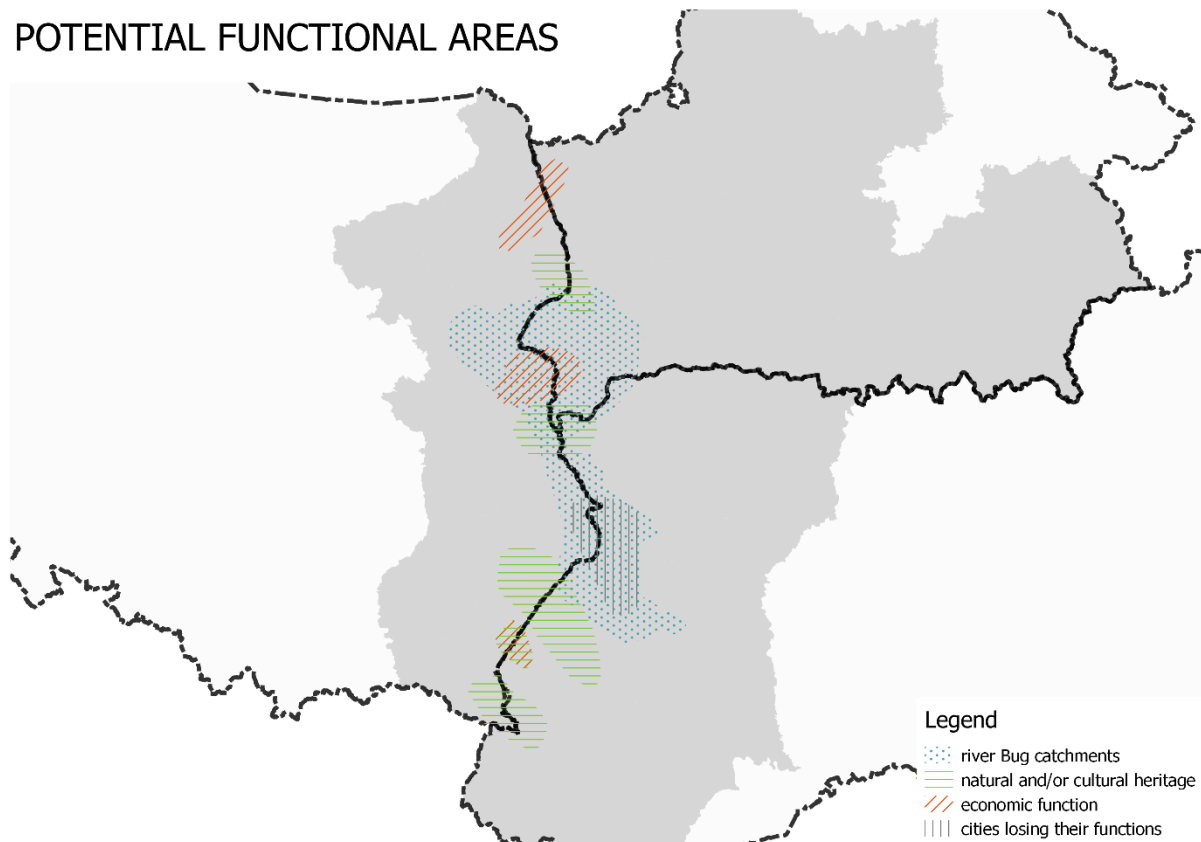 POTENTIAL FUNCTIONAL AREAS
Legend
river Bug catchments
natural and/or cultural heritage
economic function
cities losing their functions